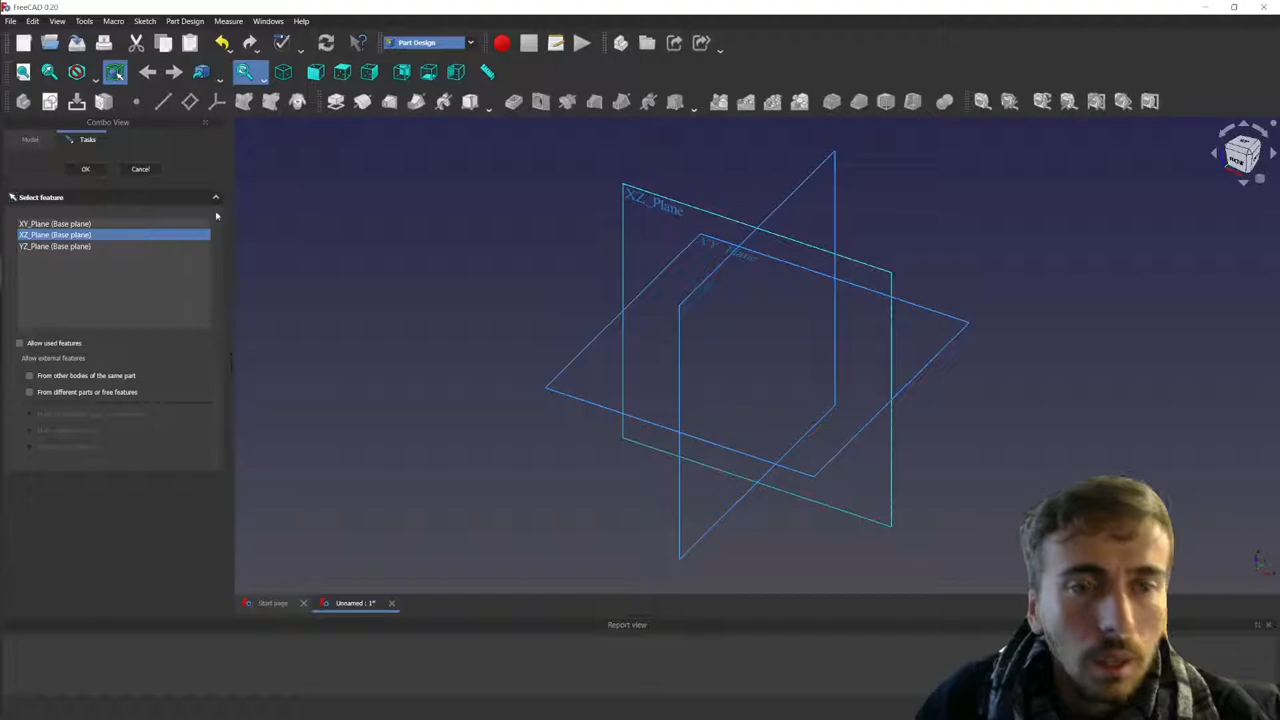 FreeCAD 0.20
File Edit View Tools Macro Sketch Part Design Measure Windows Help
Part Design
Combo View
Model Tasks
OK Cancel
Select feature
XY_Plane (Base plane)
XZ_Plane (Base plane)
YZ_Plane (Base plane)
Allow used features
Allow external features
From other bodies of the same part
From different parts or free features
XZ_Plane
XY_Plane
Start page
Unnamed : 1*
Report view